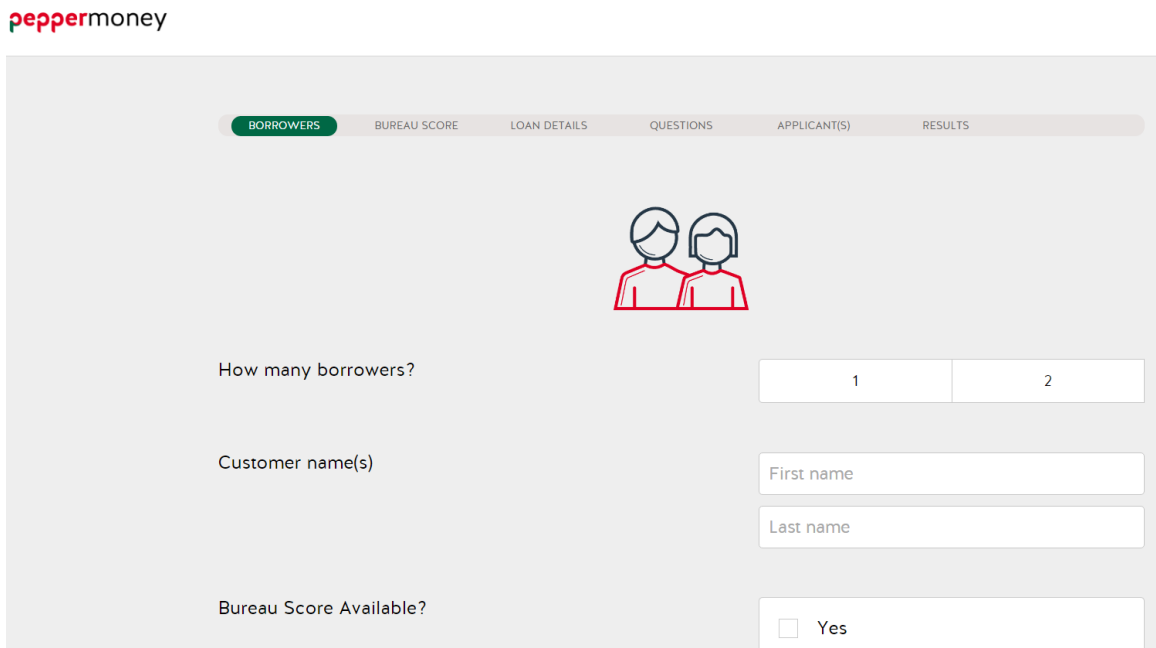 peppermoney
BORROWERS BUREAU SCORE LOAN DETAILS QUESTIONS APPLICANT(S) RESULTS
How many borrowers? 1 2
Customer name(s) First name
Last name
Bureau Score Available?
Yes